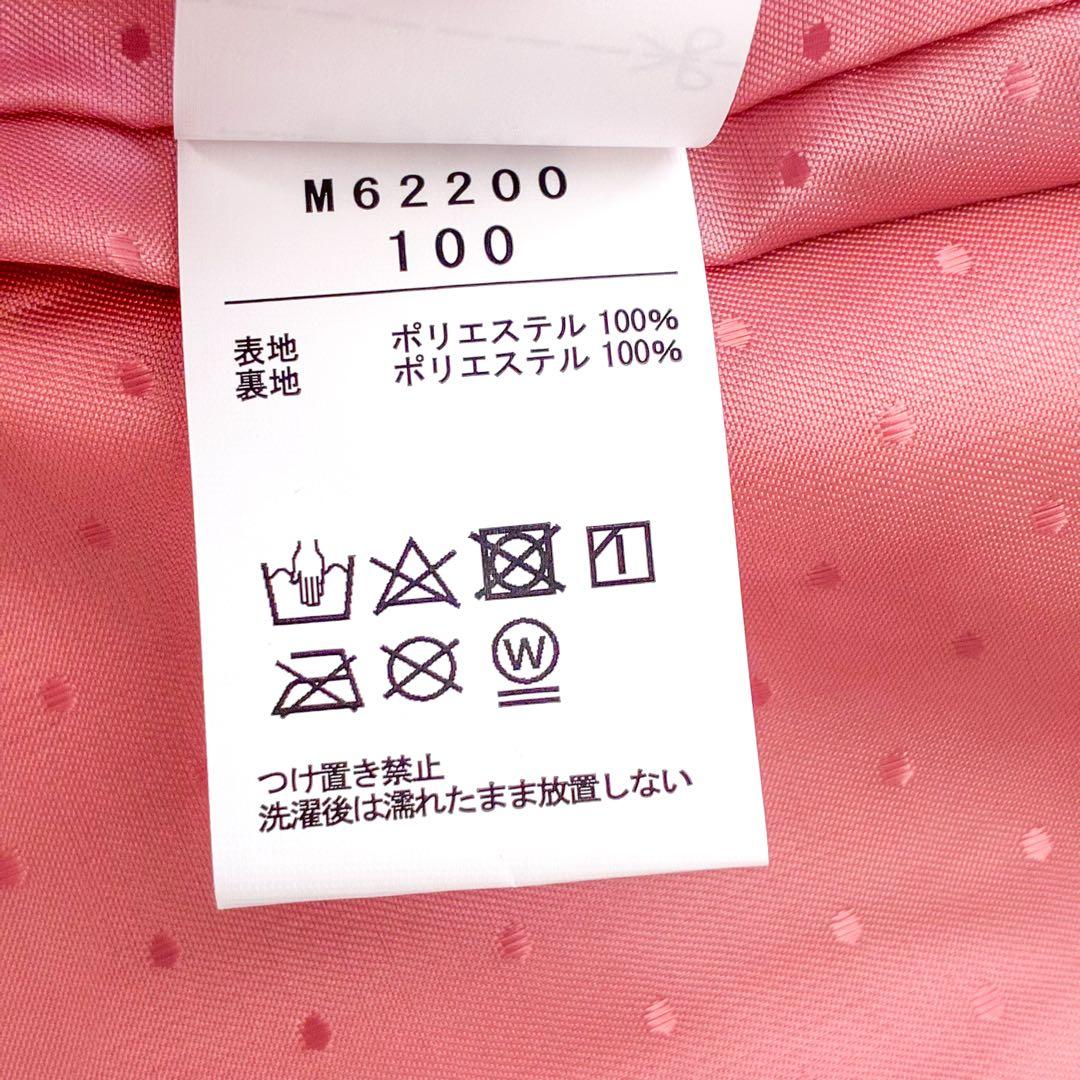 M62200
100
表地 ポリエステル 100%
裏地 ポリエステル 100%
W
つけ置き禁止
洗濯後は濡れたまま放置しない